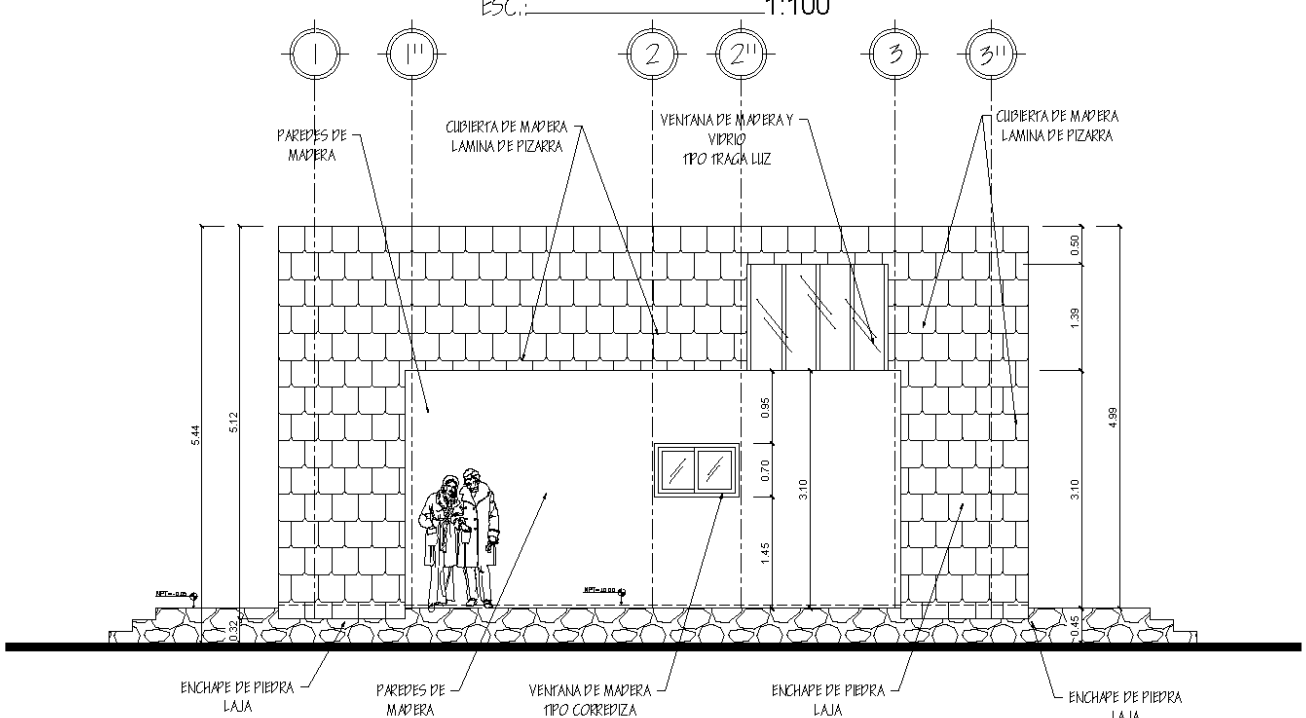 ESC.: 1:100
1
1"
2
2"
3
3"
PAREDES DE
MADERA
CUBIERTA DE MADERA
LAMINA DE PIZARRA
VENTANA DE MADERA Y
VIDRIO
TIPO TRAGA LUZ
CUBIERTA DE MADERA
LAMINA DE PIZARRA
0.50
1.39
5.44
5.12
0.95
0.70
3.10
1.45
4.99
3.10
0.32
0.45
ENCHAPE DE PIEDRA
LAJA
PAREDES DE
MADERA
VENTANA DE MADERA
TIPO CORREDIZA
ENCHAPE DE PIEDRA
LAJA
ENCHAPE DE PIEDRA
LAJA